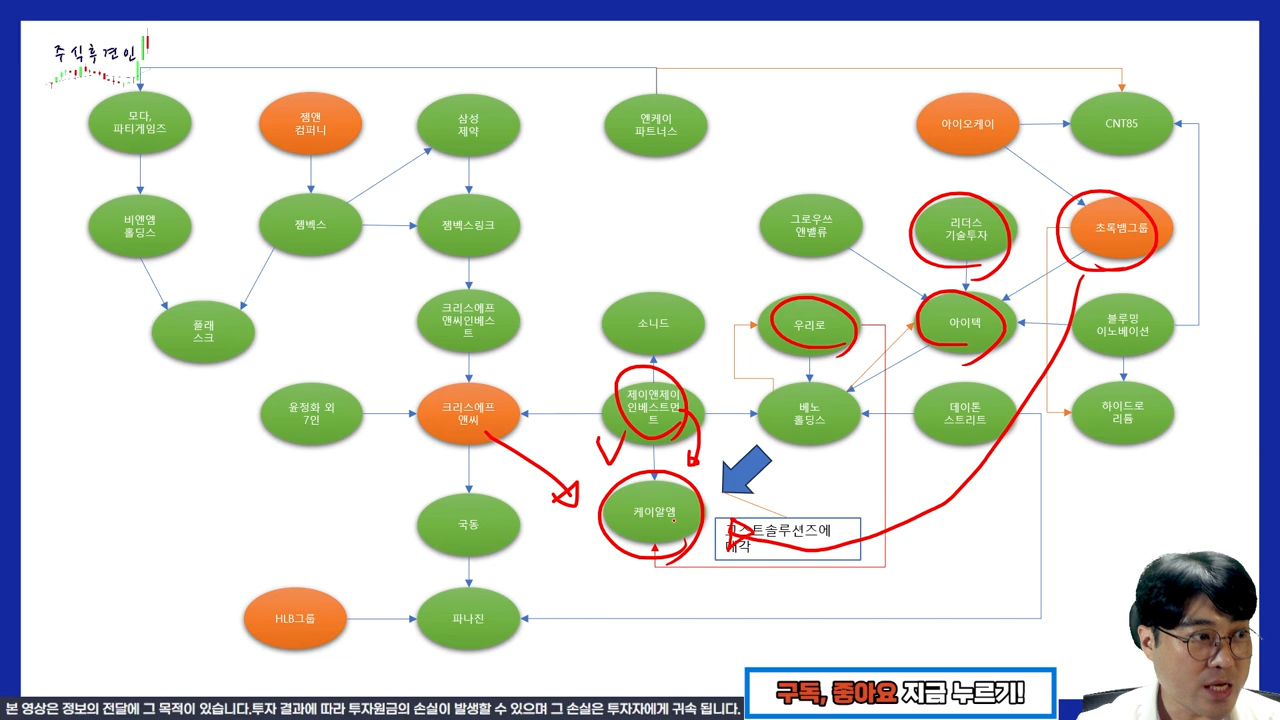 주식후견인
모다,
파티게임즈
젬앤
컴퍼니
삼성
제약
앤케이
파트너스
아이오케이
CNT85
비엔엠
홀딩스
젬벡스
젬벡스링크
그로우쓰
앤밸류
리더스
기술투자
초록뱀그룹
플래
스크
크리스에프
앤씨인베스
트
소니드
우리로
아이텍
블루밍
이노베이션
윤정화 외
7인
크리스에프
앤씨
제이앤제이
인베스트먼
트
베노
홀딩스
데이톤
스트리트
하이드로
리튬
국동
케이알엠
고스트솔루션즈에
매각
HLB그룹
파나진
구독, 좋아요 지금 누르기!
본 영상은 정보의 전달에 그 목적이 있습니다.투자 결과에 따라 투자원금의 손실이 발생할 수 있으며 그 손실은 투자자에게 귀속 됩니다.